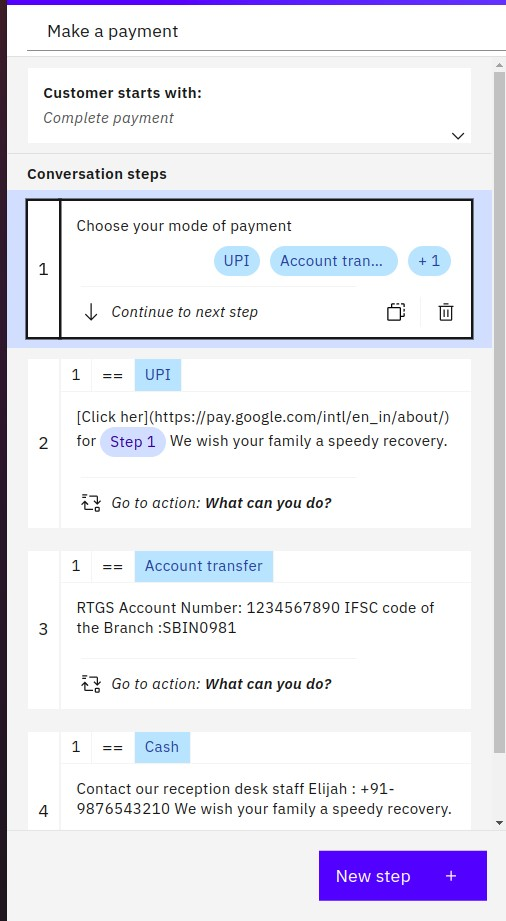 Make a payment
Customer starts with:
Complete payment
Conversation steps
1
Choose your mode of payment
UPI Account tran... + 1
Continue to next step
1 == UPI
2
[Click her](https://pay.google.com/intl/en_in/about/)
for Step 1 We wish your family a speedy recovery.
Go to action: What can you do?
1 == Account transfer
3
RTGS Account Number: 1234567890 IFSC code of
the Branch :SBIN0981
Go to action: What can you do?
1 == Cash
4
Contact our reception desk staff Elijah : +91-
9876543210 We wish your family a speedy recovery.
New step +